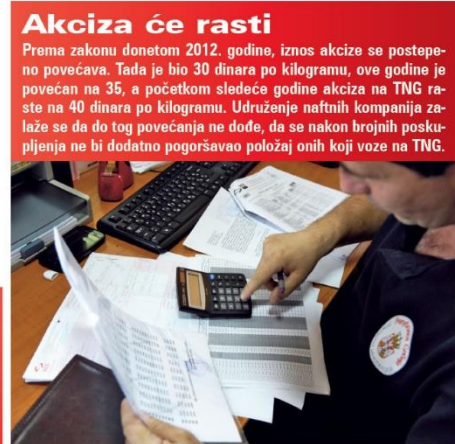 Akciza će rasti
Prema zakonu donetom 2012. godine, iznos akcize se postepe-
no povećava. Tada je bio 30 dinara po kilogramu, ove godine je
povećan na 35, a početkom sledeće godine akciza na TNG ra-
ste na 40 dinara po kilogramu. Udruženje naftnih kompanija za-
laže se da do tog povećanja ne dođe, da se nakon brojnih posku-
pljenja ne bi dodatno pogoršavao položaj onih koji voze na TNG.